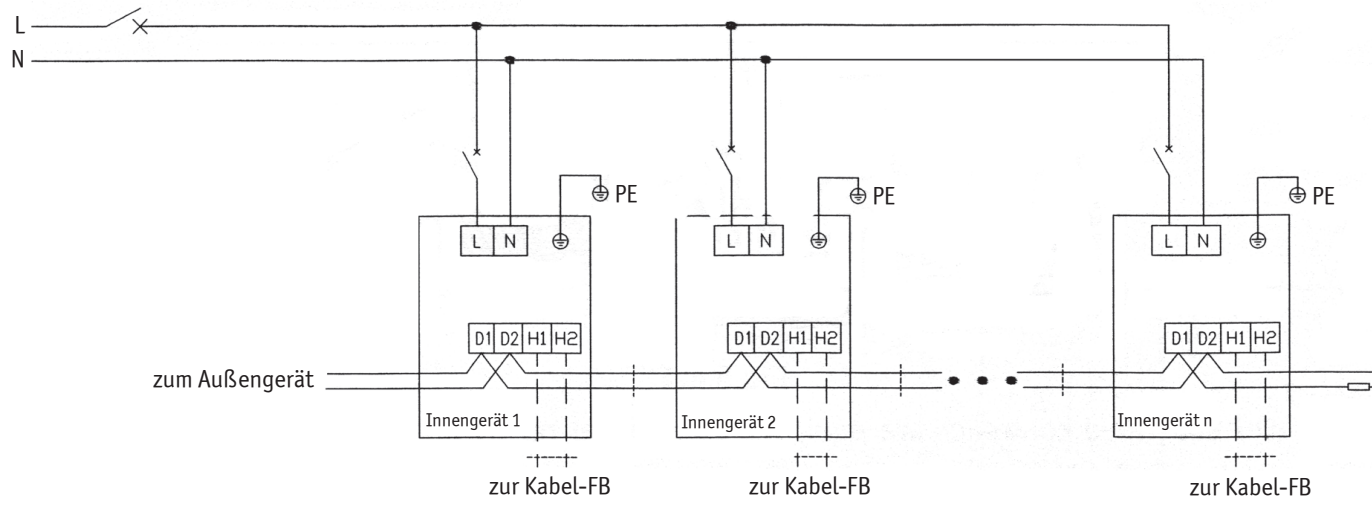 L
N
PE
PE
PE
L N
L N
L N
D1 D2 H1 H2
D1 D2 H1 H2
D1 D2 H1 H2
zum Außengerät
Innengerät 1
Innengerät 2
Innengerät n
zur Kabel-FB
zur Kabel-FB
zur Kabel-FB